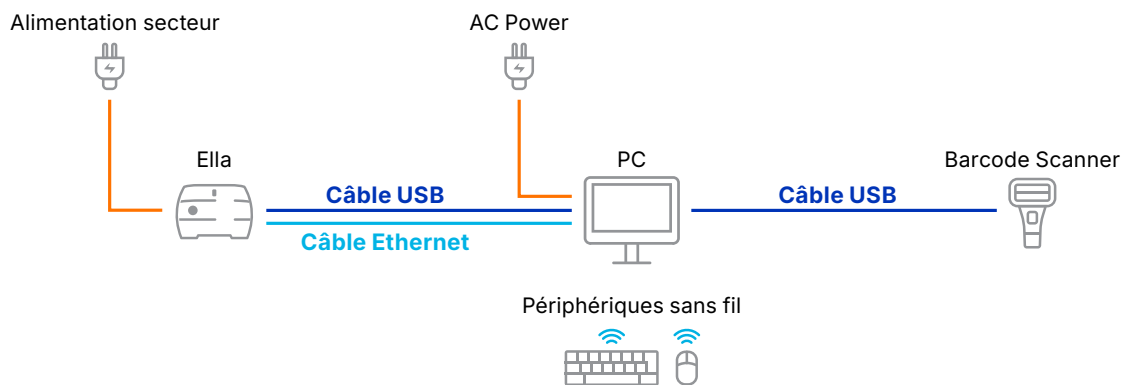 Alimentation secteur
AC Power
Ella
PC
Barcode Scanner
Câble USB
Câble USB
Câble Ethernet
Périphériques sans fil